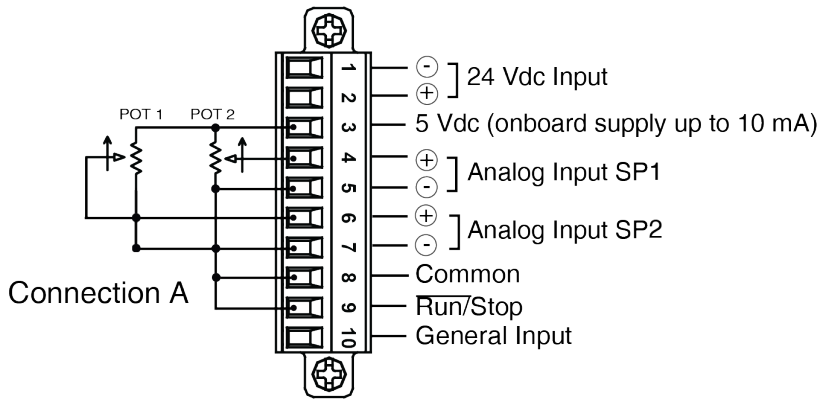 POT 1
POT 2
1
2
3
4
5
6
7
8
9
10
- 
+
24 Vdc Input
5 Vdc (onboard supply up to 10 mA)
+
-
Analog Input SP1
+
-
Analog Input SP2
Common
Run/Stop
General Input
Connection A